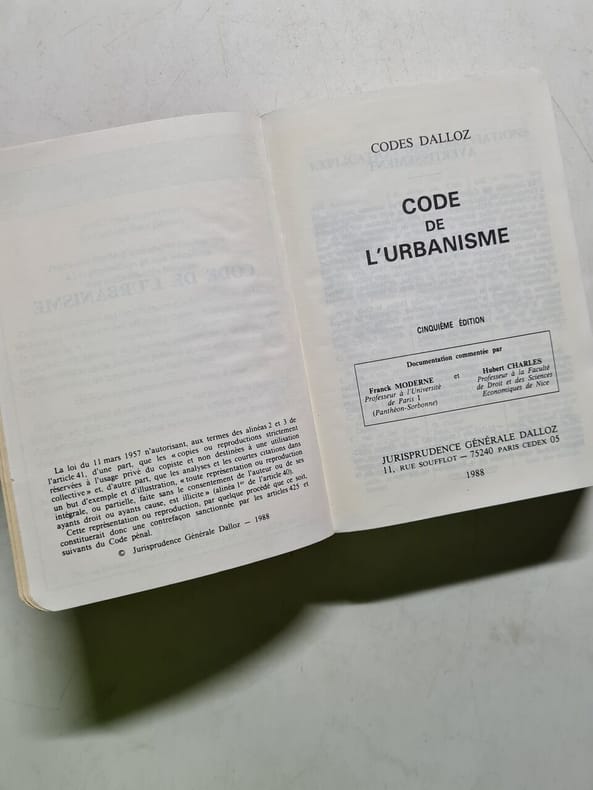 La loi du 11 mars 1957 n'autorisant, aux termes des alinéas 2 et 3 de
l'article 41, d'une part, que les « copies ou reproductions strictement
réservées à l'usage privé du copiste et non destinées à une utilisation
collective » et, d'autre part, que les analyses et les courtes citations dans
un but d'exemple et d'illustration, « toute représentation ou reproduction
intégrale, ou partielle, faite sans le consentement de l'auteur ou de ses
ayants droit ou ayants cause, est illicite » (alinéa 1er de l'article 40).
Cette représentation ou reproduction, par quelque procédé que ce soit,
constituerait donc une contrefaçon sanctionnée par les articles 425 et
suivants du Code pénal.
© Jurisprudence Générale Dalloz — 1988
CODES DALLOZ
CODE
DE
L'URBANISME
CINQUIÈME ÉDITION
Documentation commentée par
Franck MODERNE
Professeur à l'Université
de Paris 1
(Panthéon-Sorbonne)
et
Hubert CHARLES
Professeur à la Faculté
de Droit et des Sciences
Economiques de Nice
JURISPRUDENCE GÉNÉRALE DALLOZ
11, RUE SOUFFLOT — 75240 PARIS CEDEX 05
1988